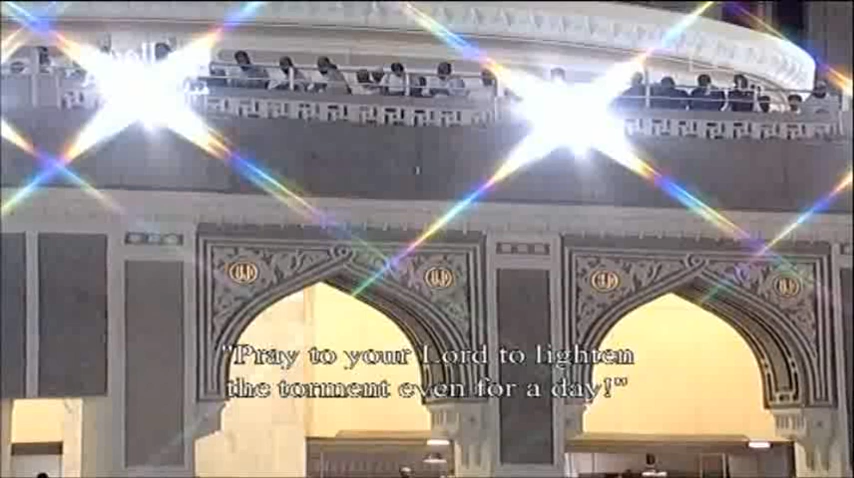 "Pray to your Lord to lighten
the torment even for a day!"